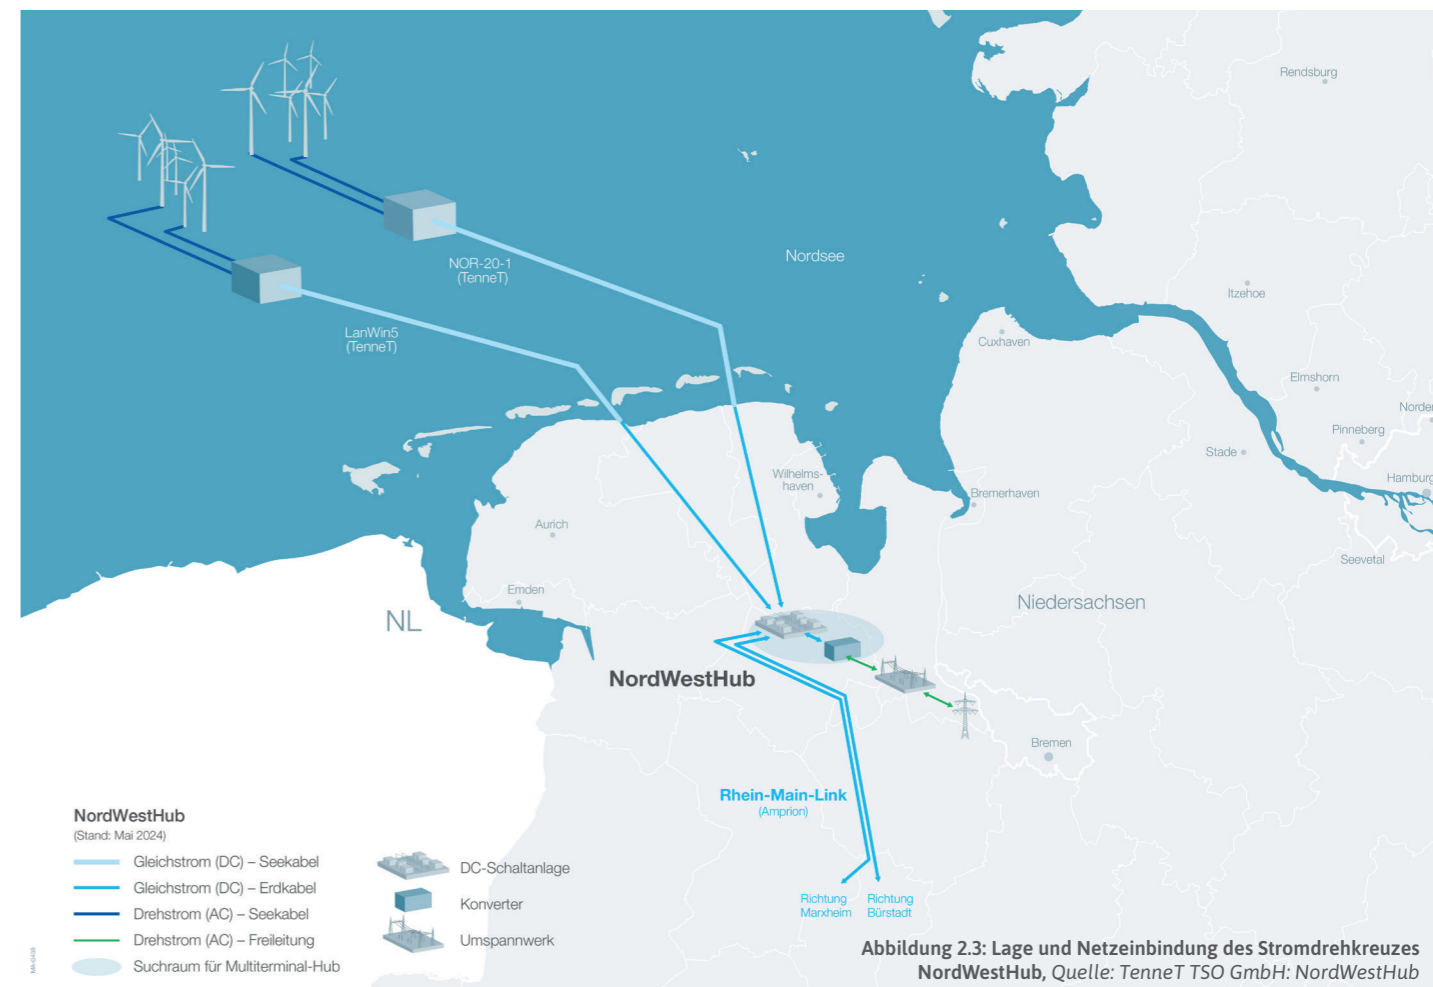 Rendsburg
Nordsee
NOR-20-1
(TenneT)
Itzehoe
LanWin5
(TenneT)
Cuxhaven
Elmshorn
Norder
Pinneberg
Stade
Hamburg
Wilhelms-
haven
Bremerhaven
Aurich
Seevetal
Emden
Niedersachsen
NL
NordWestHub
Bremen
Rhein-Main-Link
(Amprion)
Richtung
Marxheim
Richtung
Bürstadt
NordWestHub
(Stand: Mai 2024)
Gleichstrom (DC) – Seekabel
Gleichstrom (DC) – Erdkabel
Drehstrom (AC) – Seekabel
Drehstrom (AC) – Freileitung
Suchraum für Multiterminal-Hub
DC-Schaltanlage
Konverter
Umspannwerk
Abbildung 2.3: Lage und Netzeinbindung des Stromdrehkreuzes
NordWestHub, Quelle: TenneT TSO GmbH: NordWestHub